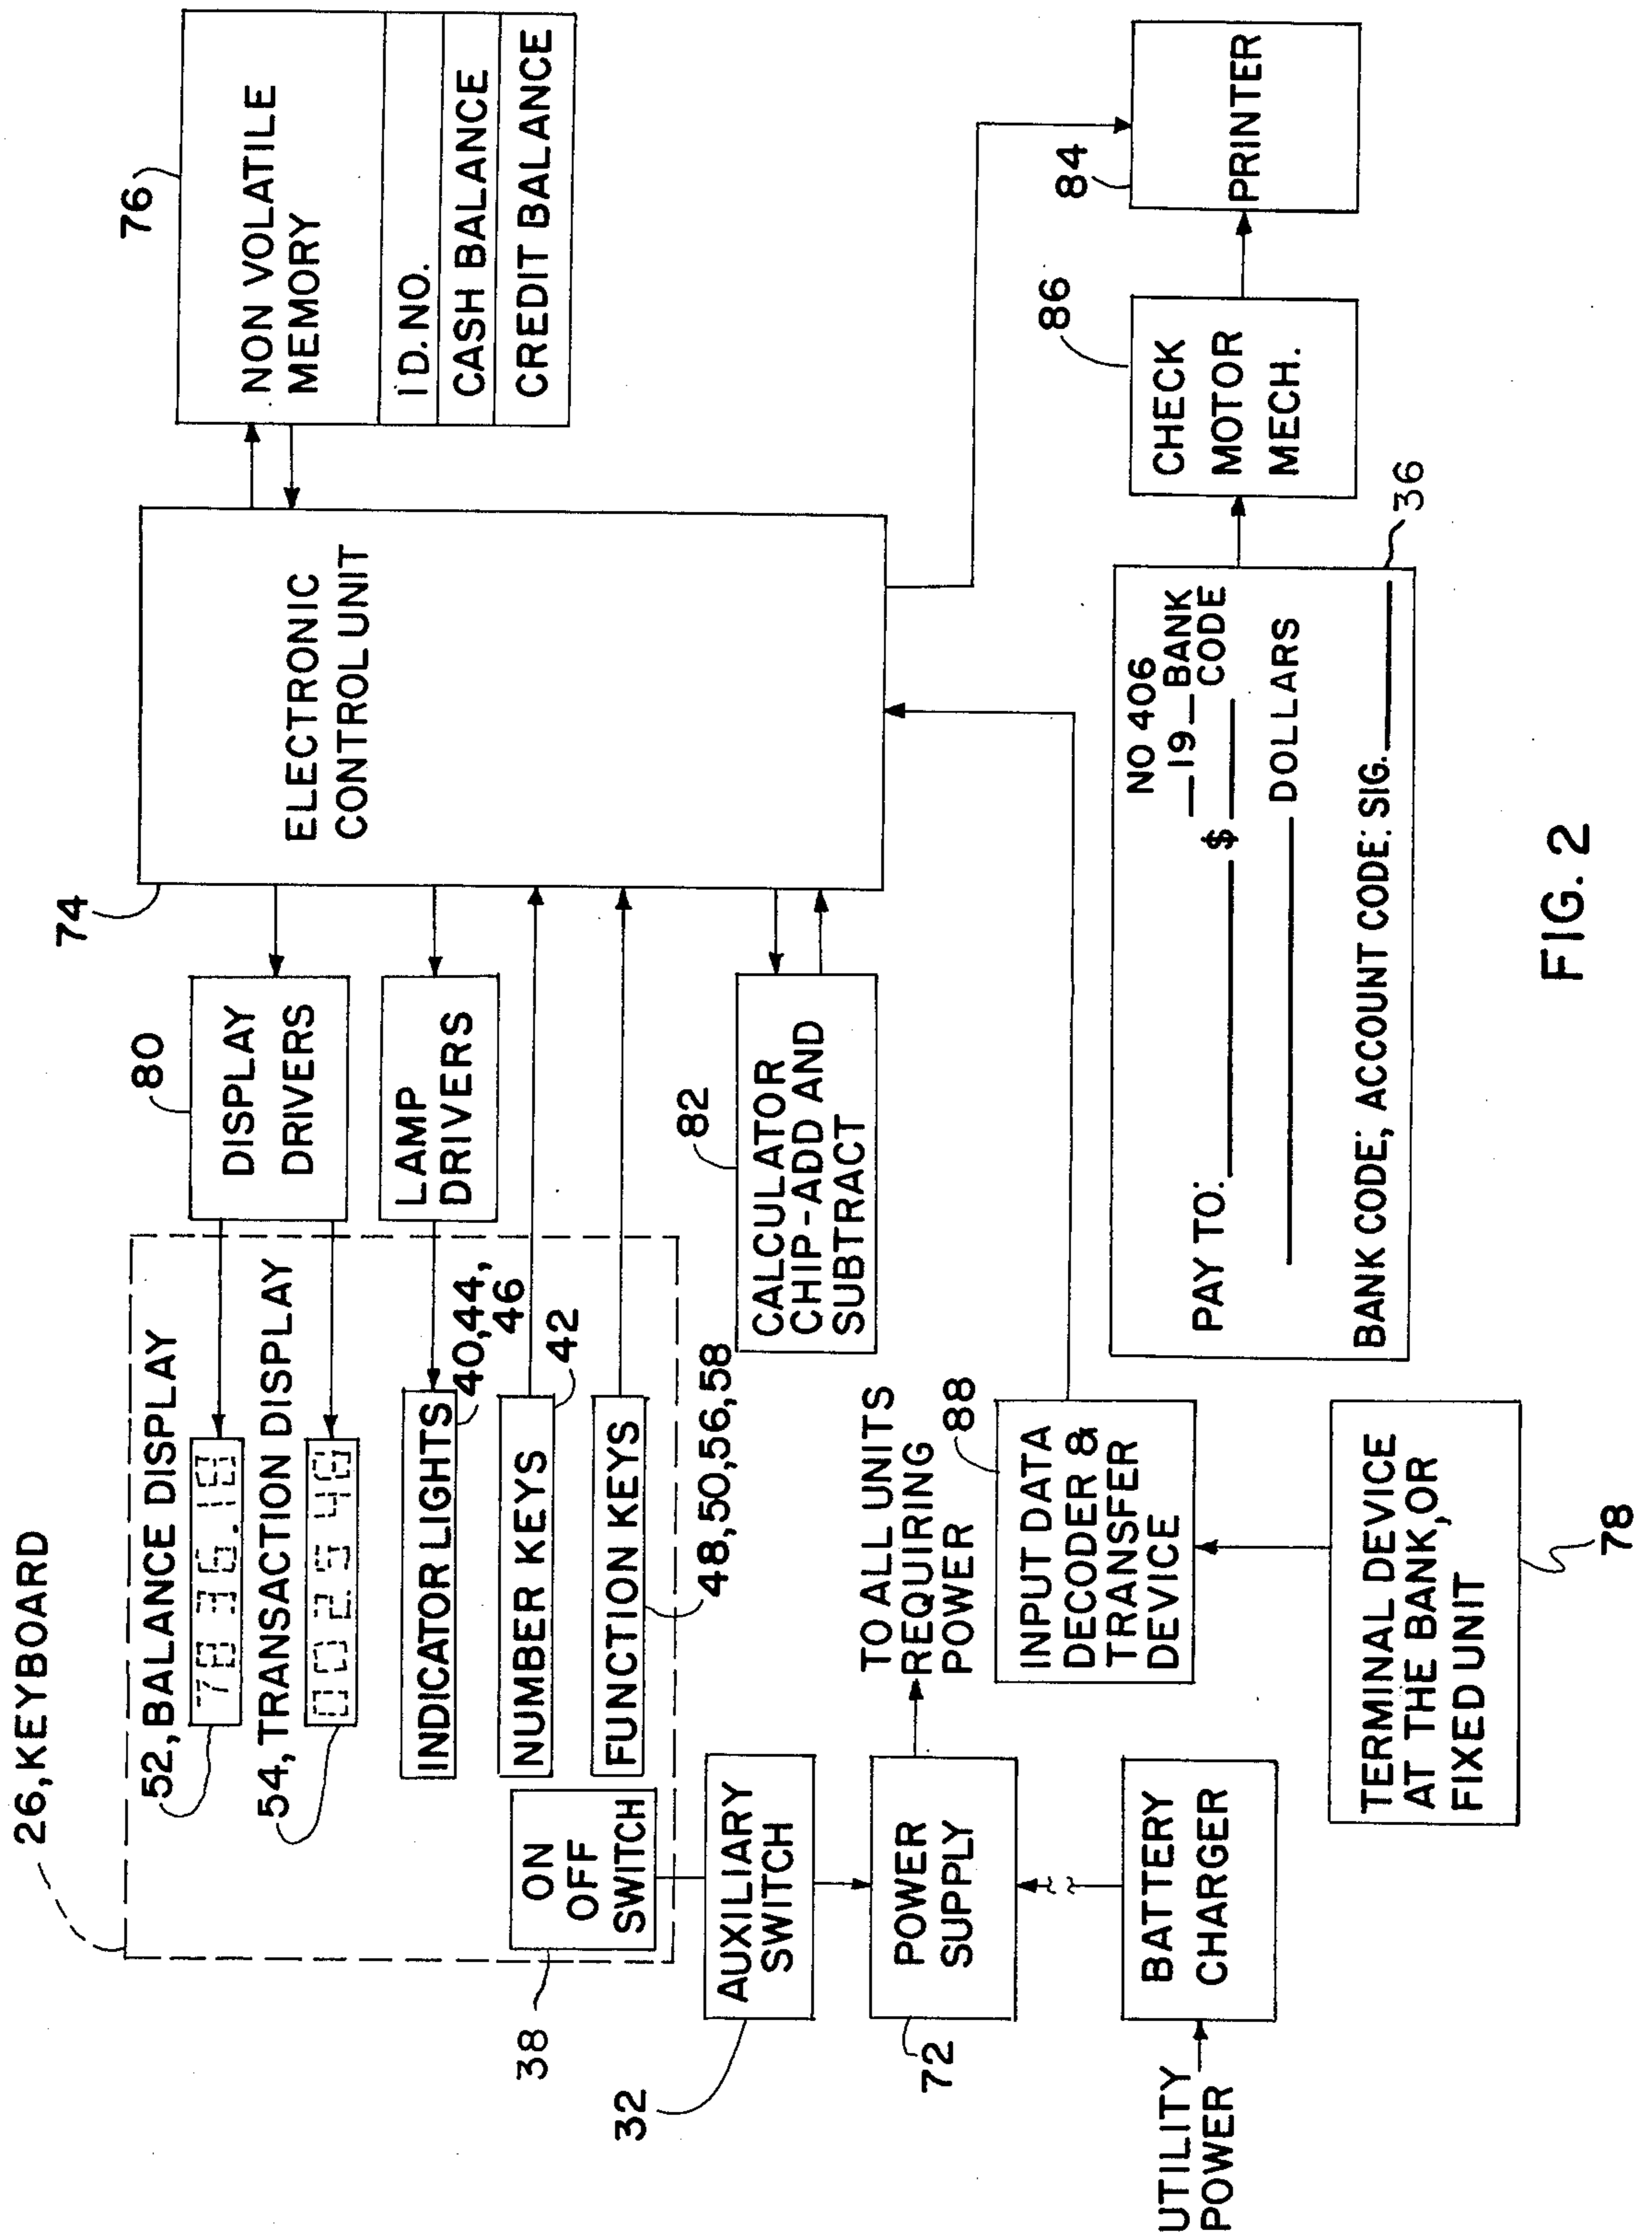 26, KEYBOARD
52, BALANCE DISPLAY
7836.18
54, TRANSACTION DISPLAY
002548
INDICATOR LIGHTS
40,44,
46
NUMBER KEYS
42
FUNCTION KEYS
48,50,56,58
ON
OFF
SWITCH
38
80
DISPLAY
DRIVERS
LAMP
DRIVERS
74
ELECTRONIC
CONTROL UNIT
76
NON VOLATILE
MEMORY
ID. NO.
CASH BALANCE
CREDIT BALANCE
82
CALCULATOR
CHIP-ADD AND
SUBTRACT
32
AUXILIARY
SWITCH
72
POWER
SUPPLY
TO ALL UNITS
REQUIRING
POWER
UTILITY
POWER
BATTERY
CHARGER
88
INPUT DATA
DECODER &
TRANSFER
DEVICE
TERMINAL DEVICE
AT THE BANK, OR
FIXED UNIT
78
NO 406
—19— BANK
CODE
PAY TO: $
DOLLARS
BANK CODE; ACCOUNT CODE: SIG.
36
86
CHECK
MOTOR
MECH.
84
PRINTER
FIG. 2